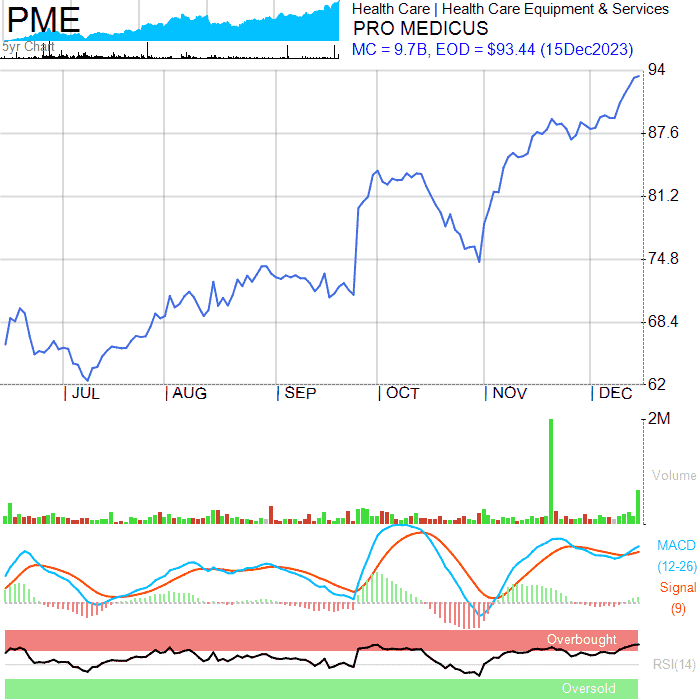 PME
5yr Chart
Health Care | Health Care Equipment & Services
PRO MEDICUS
MC = 9.7B, EOD = $93.44 (15Dec2023)
94
87.6
81.2
74.8
68.4
62
JUL
AUG
SEP
OCT
NOV
DEC
2M
Volume
MACD
(12-26)
Signal
(9)
Overbought
RSI(14)
Oversold